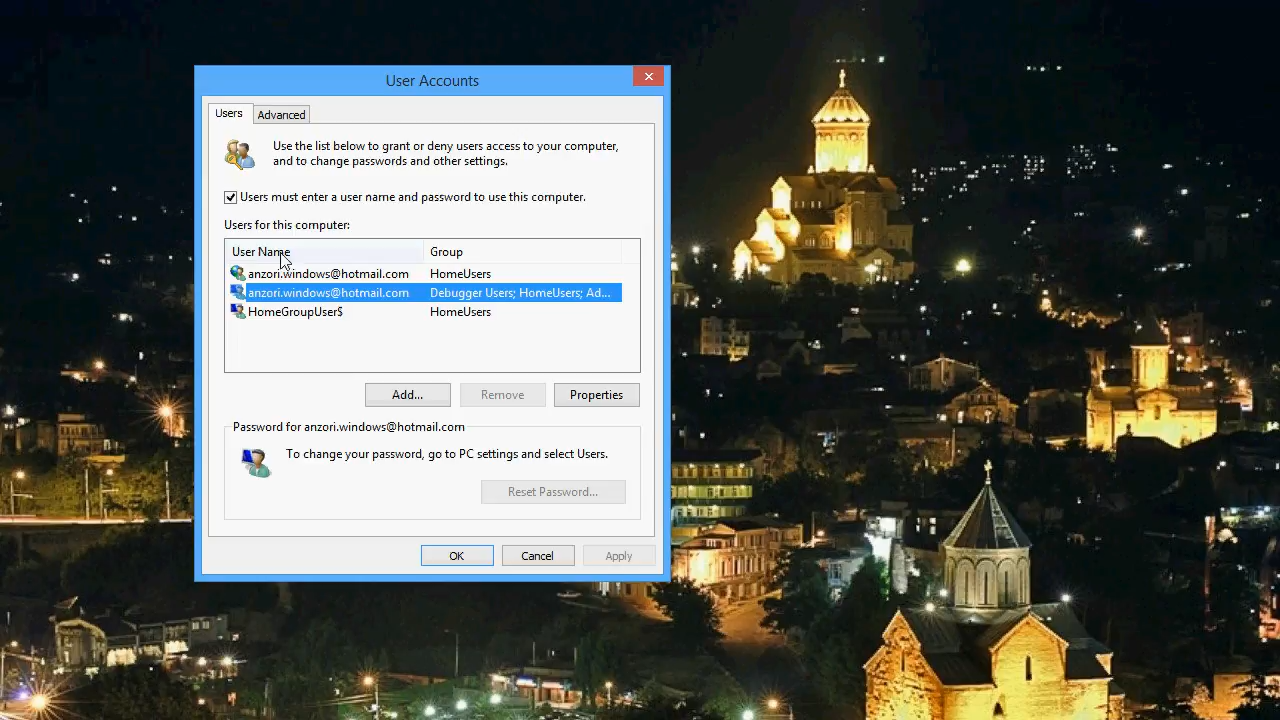 User Accounts
Users
Advanced
Use the list below to grant or deny users access to your computer,
and to change passwords and other settings.
Users must enter a user name and password to use this computer.
Users for this computer:
User Name Group
anzori.windows@hotmail.com HomeUsers
anzori.windows@hotmail.com Debugger Users; HomeUsers; Ad...
HomeGroupUser$ HomeUsers
Add... Remove Properties
Password for anzori.windows@hotmail.com
To change your password, go to PC settings and select Users.
Reset Password...
OK Cancel Apply